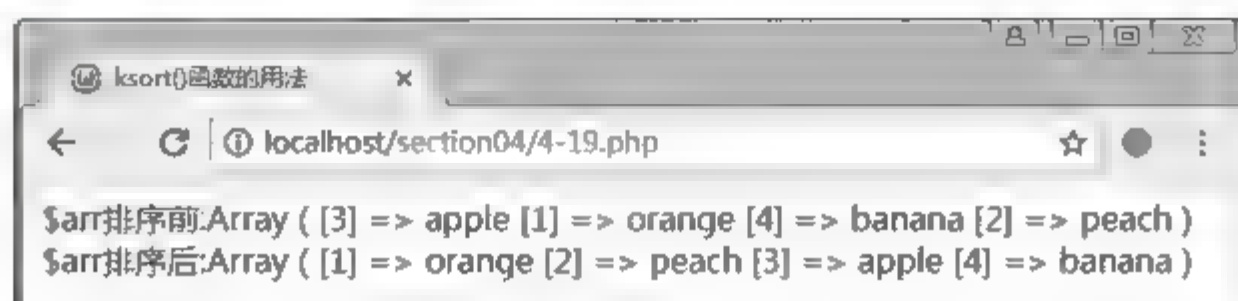 ksort()函数的用法
localhost/section04/4-19.php
$arr排序前:Array ( [3] => apple [1] => orange [4] => banana [2] => peach )
$arr排序后:Array ( [1] => orange [2] => peach [3] => apple [4] => banana )